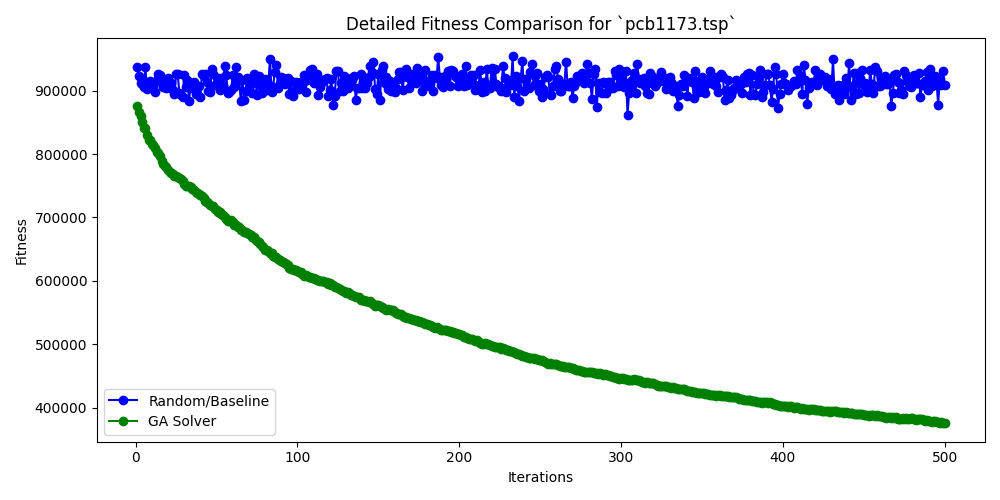 Detailed Fitness Comparison for `pcb1173.tsp`
Fitness
900000
800000
700000
600000
500000
400000
Random/Baseline
GA Solver
0
100
200
300
400
500
Iterations